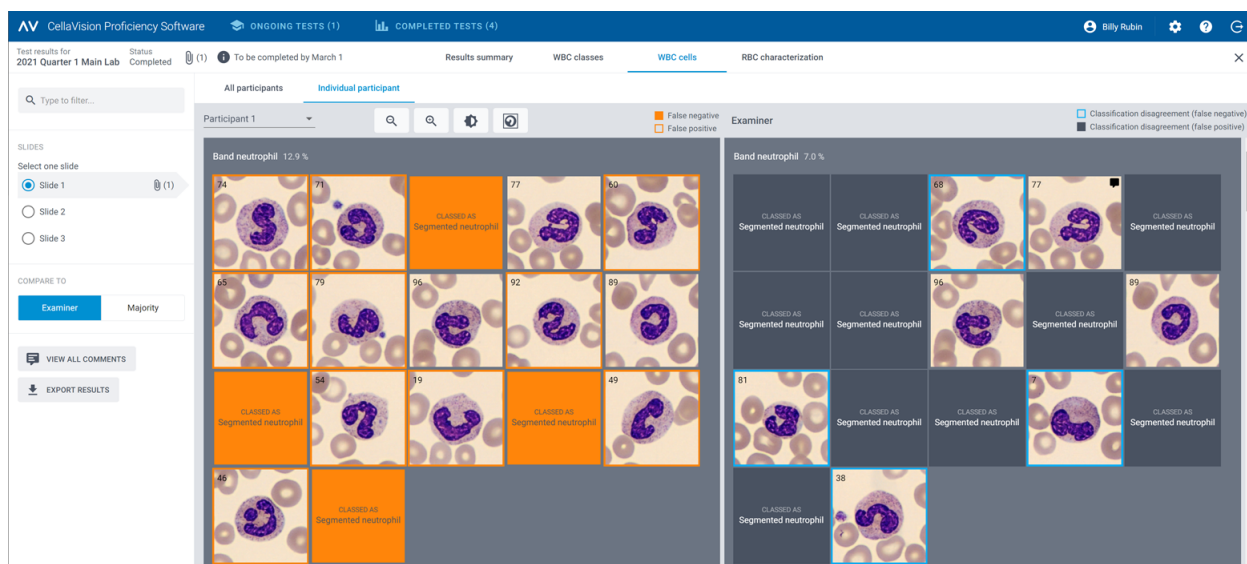 CellaVision Proficiency Software
ONGOING TESTS (1)
COMPLETED TESTS (4)
Billy Rubin
Test results for
2021 Quarter 1 Main Lab
Status
Completed
(1)
To be completed by March 1
Results summary
WBC classes
WBC cells
RBC characterization
Type to filter...
SLIDES
Select one slide
Slide 1
(1)
Slide 2
Slide 3
COMPARE TO
Examiner
Majority
VIEW ALL COMMENTS
EXPORT RESULTS
All participants
Individual participant
Participant 1
False negative
False positive
Band neutrophil 12.9 %
74
71
CLASSED AS
Segmented neutrophil
77
60
65
79
96
92
89
CLASSED AS
Segmented neutrophil
54
19
CLASSED AS
Segmented neutrophil
49
46
CLASSED AS
Segmented neutrophil
Examiner
Classification disagreement (false negative)
Classification disagreement (false positive)
Band neutrophil 7.0 %
CLASSED AS
Segmented neutrophil
CLASSED AS
Segmented neutrophil
68
77
CLASSED AS
Segmented neutrophil
CLASSED AS
Segmented neutrophil
CLASSED AS
Segmented neutrophil
96
CLASSED AS
Segmented neutrophil
89
81
CLASSED AS
Segmented neutrophil
CLASSED AS
Segmented neutrophil
7
CLASSED AS
Segmented neutrophil
CLASSED AS
Segmented neutrophil
38